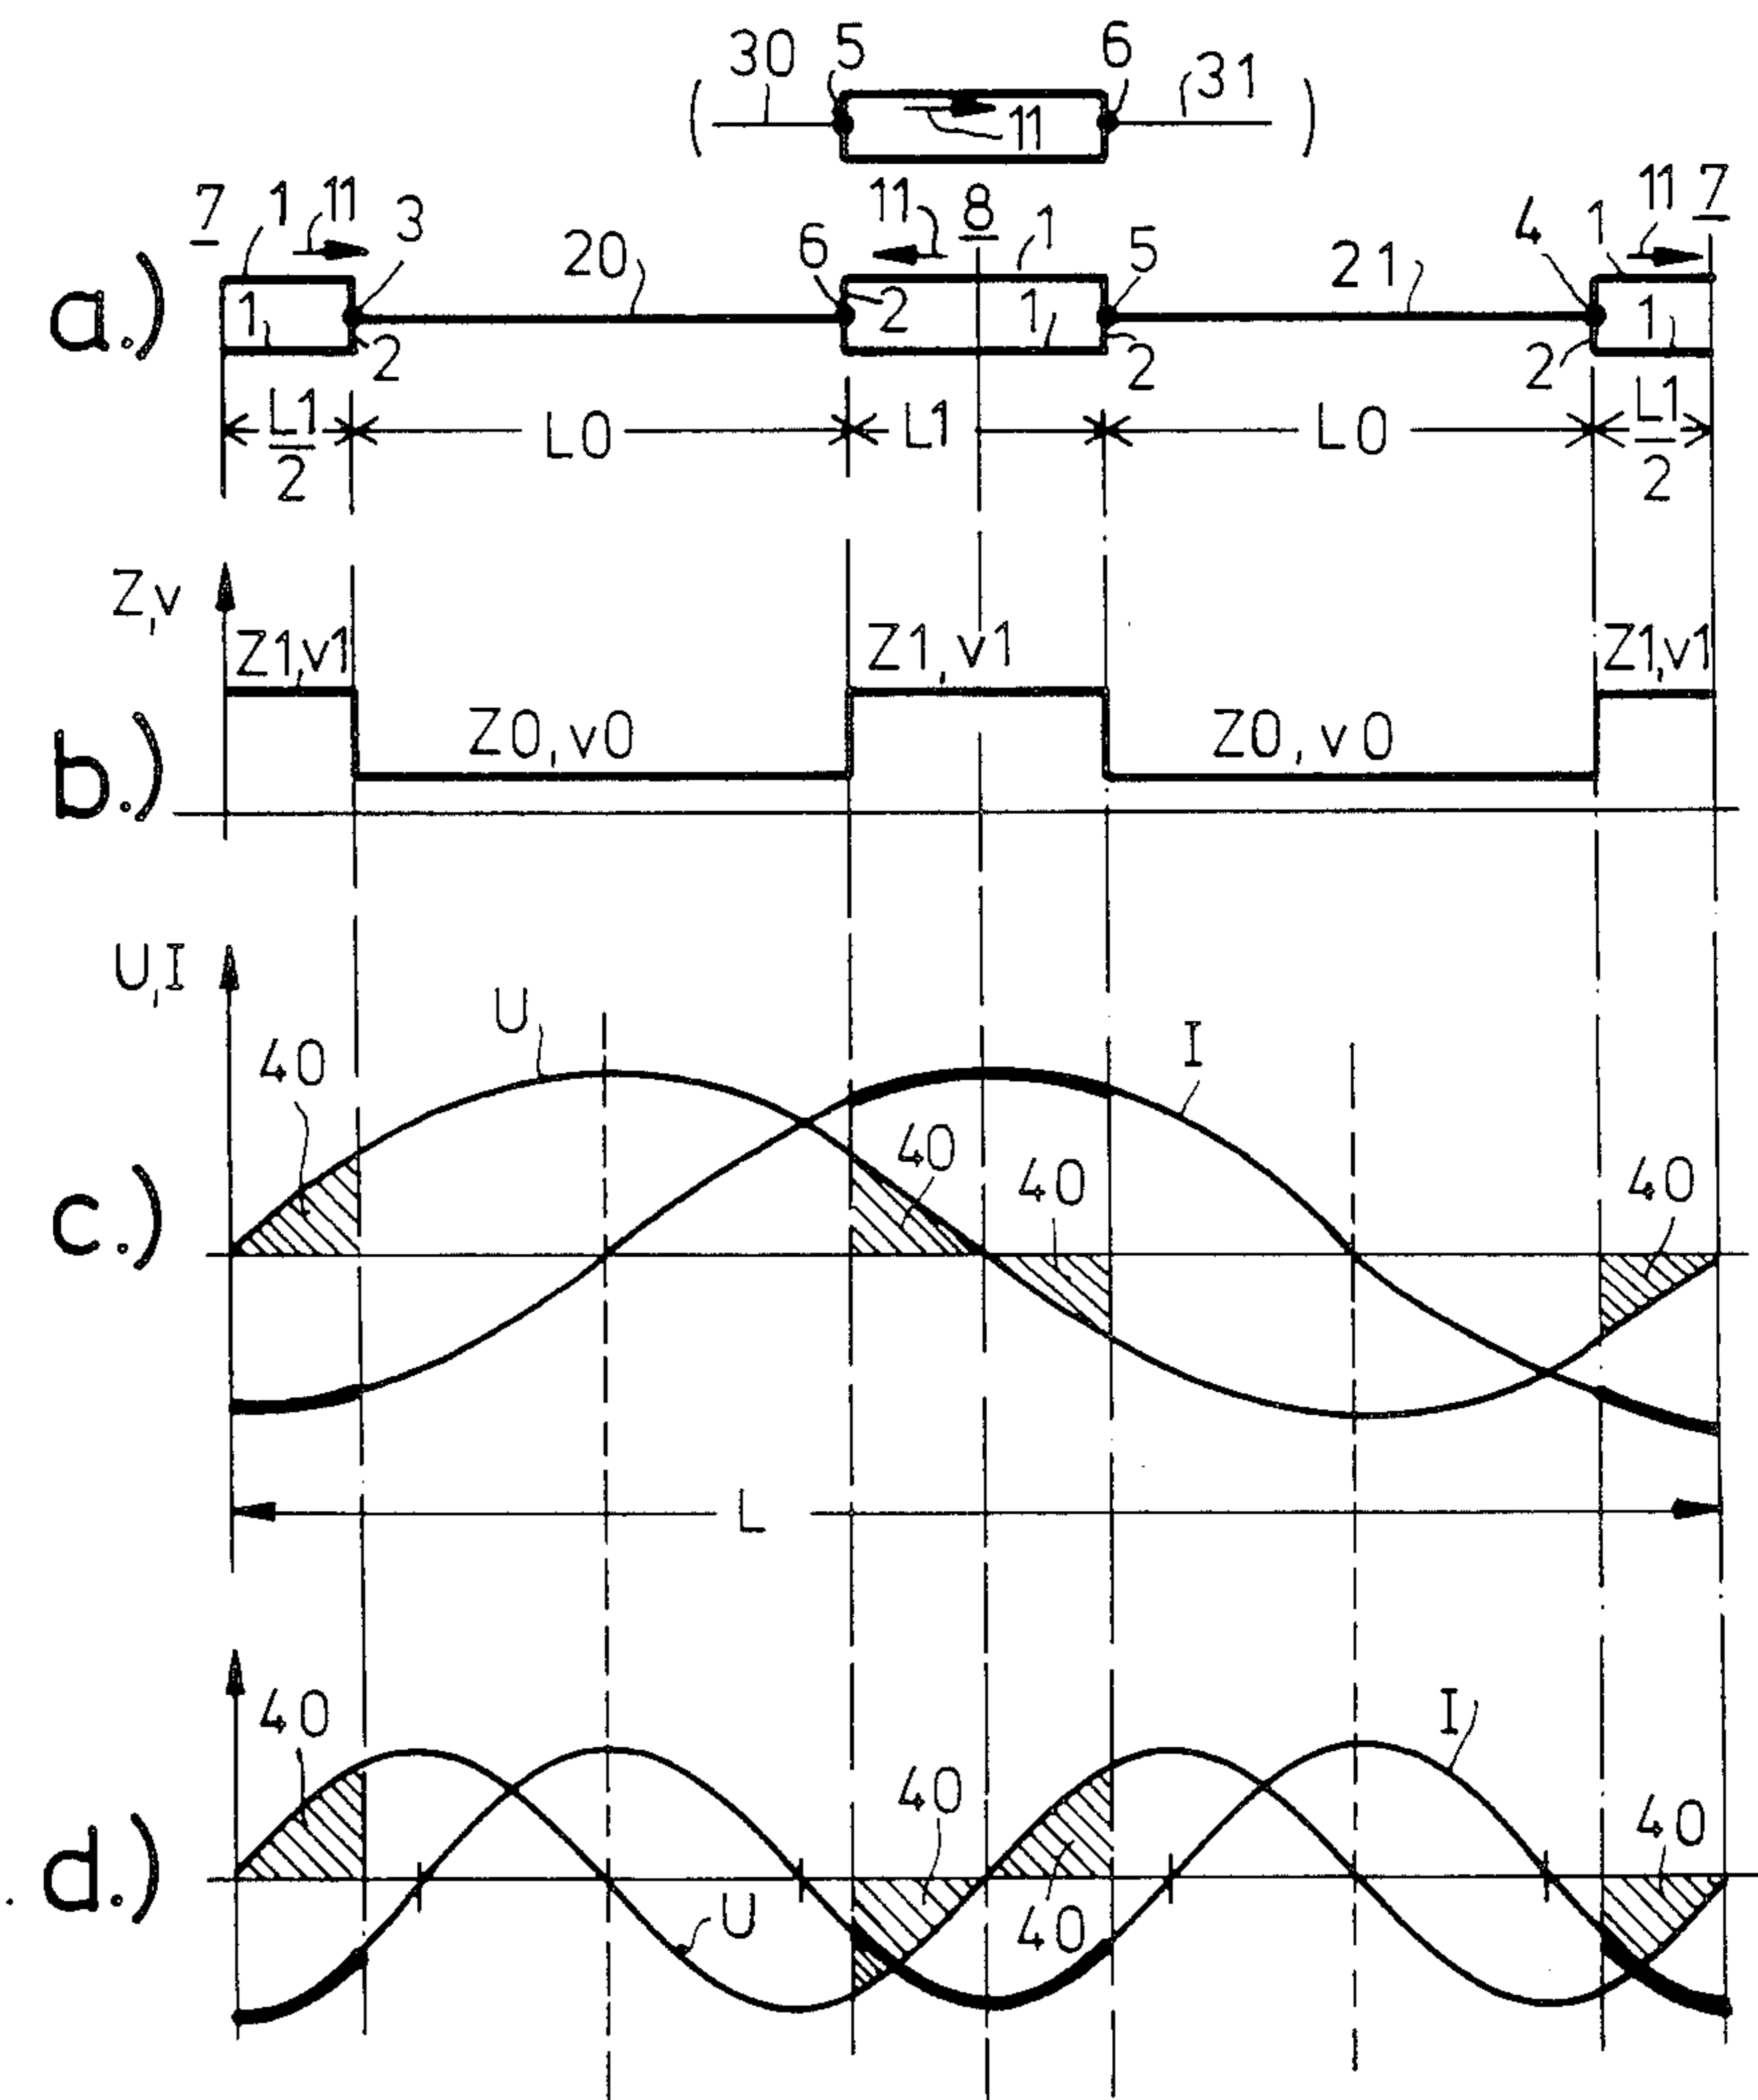 30 5 6 31
( 11 )
7 1 11 3 20 6 11 8 1 5 21 4 1 11 7
a.) 1 2 2 1 2 2 1
L1/2 L0 L1 L0 L1/2
Z,v
Z1,v1 Z1,v1 Z1,v1
b.) Z0,v0 Z0,v0
U,I
U I
40 40 40 40
c.)
L
40 I
40 40
d.) U 40